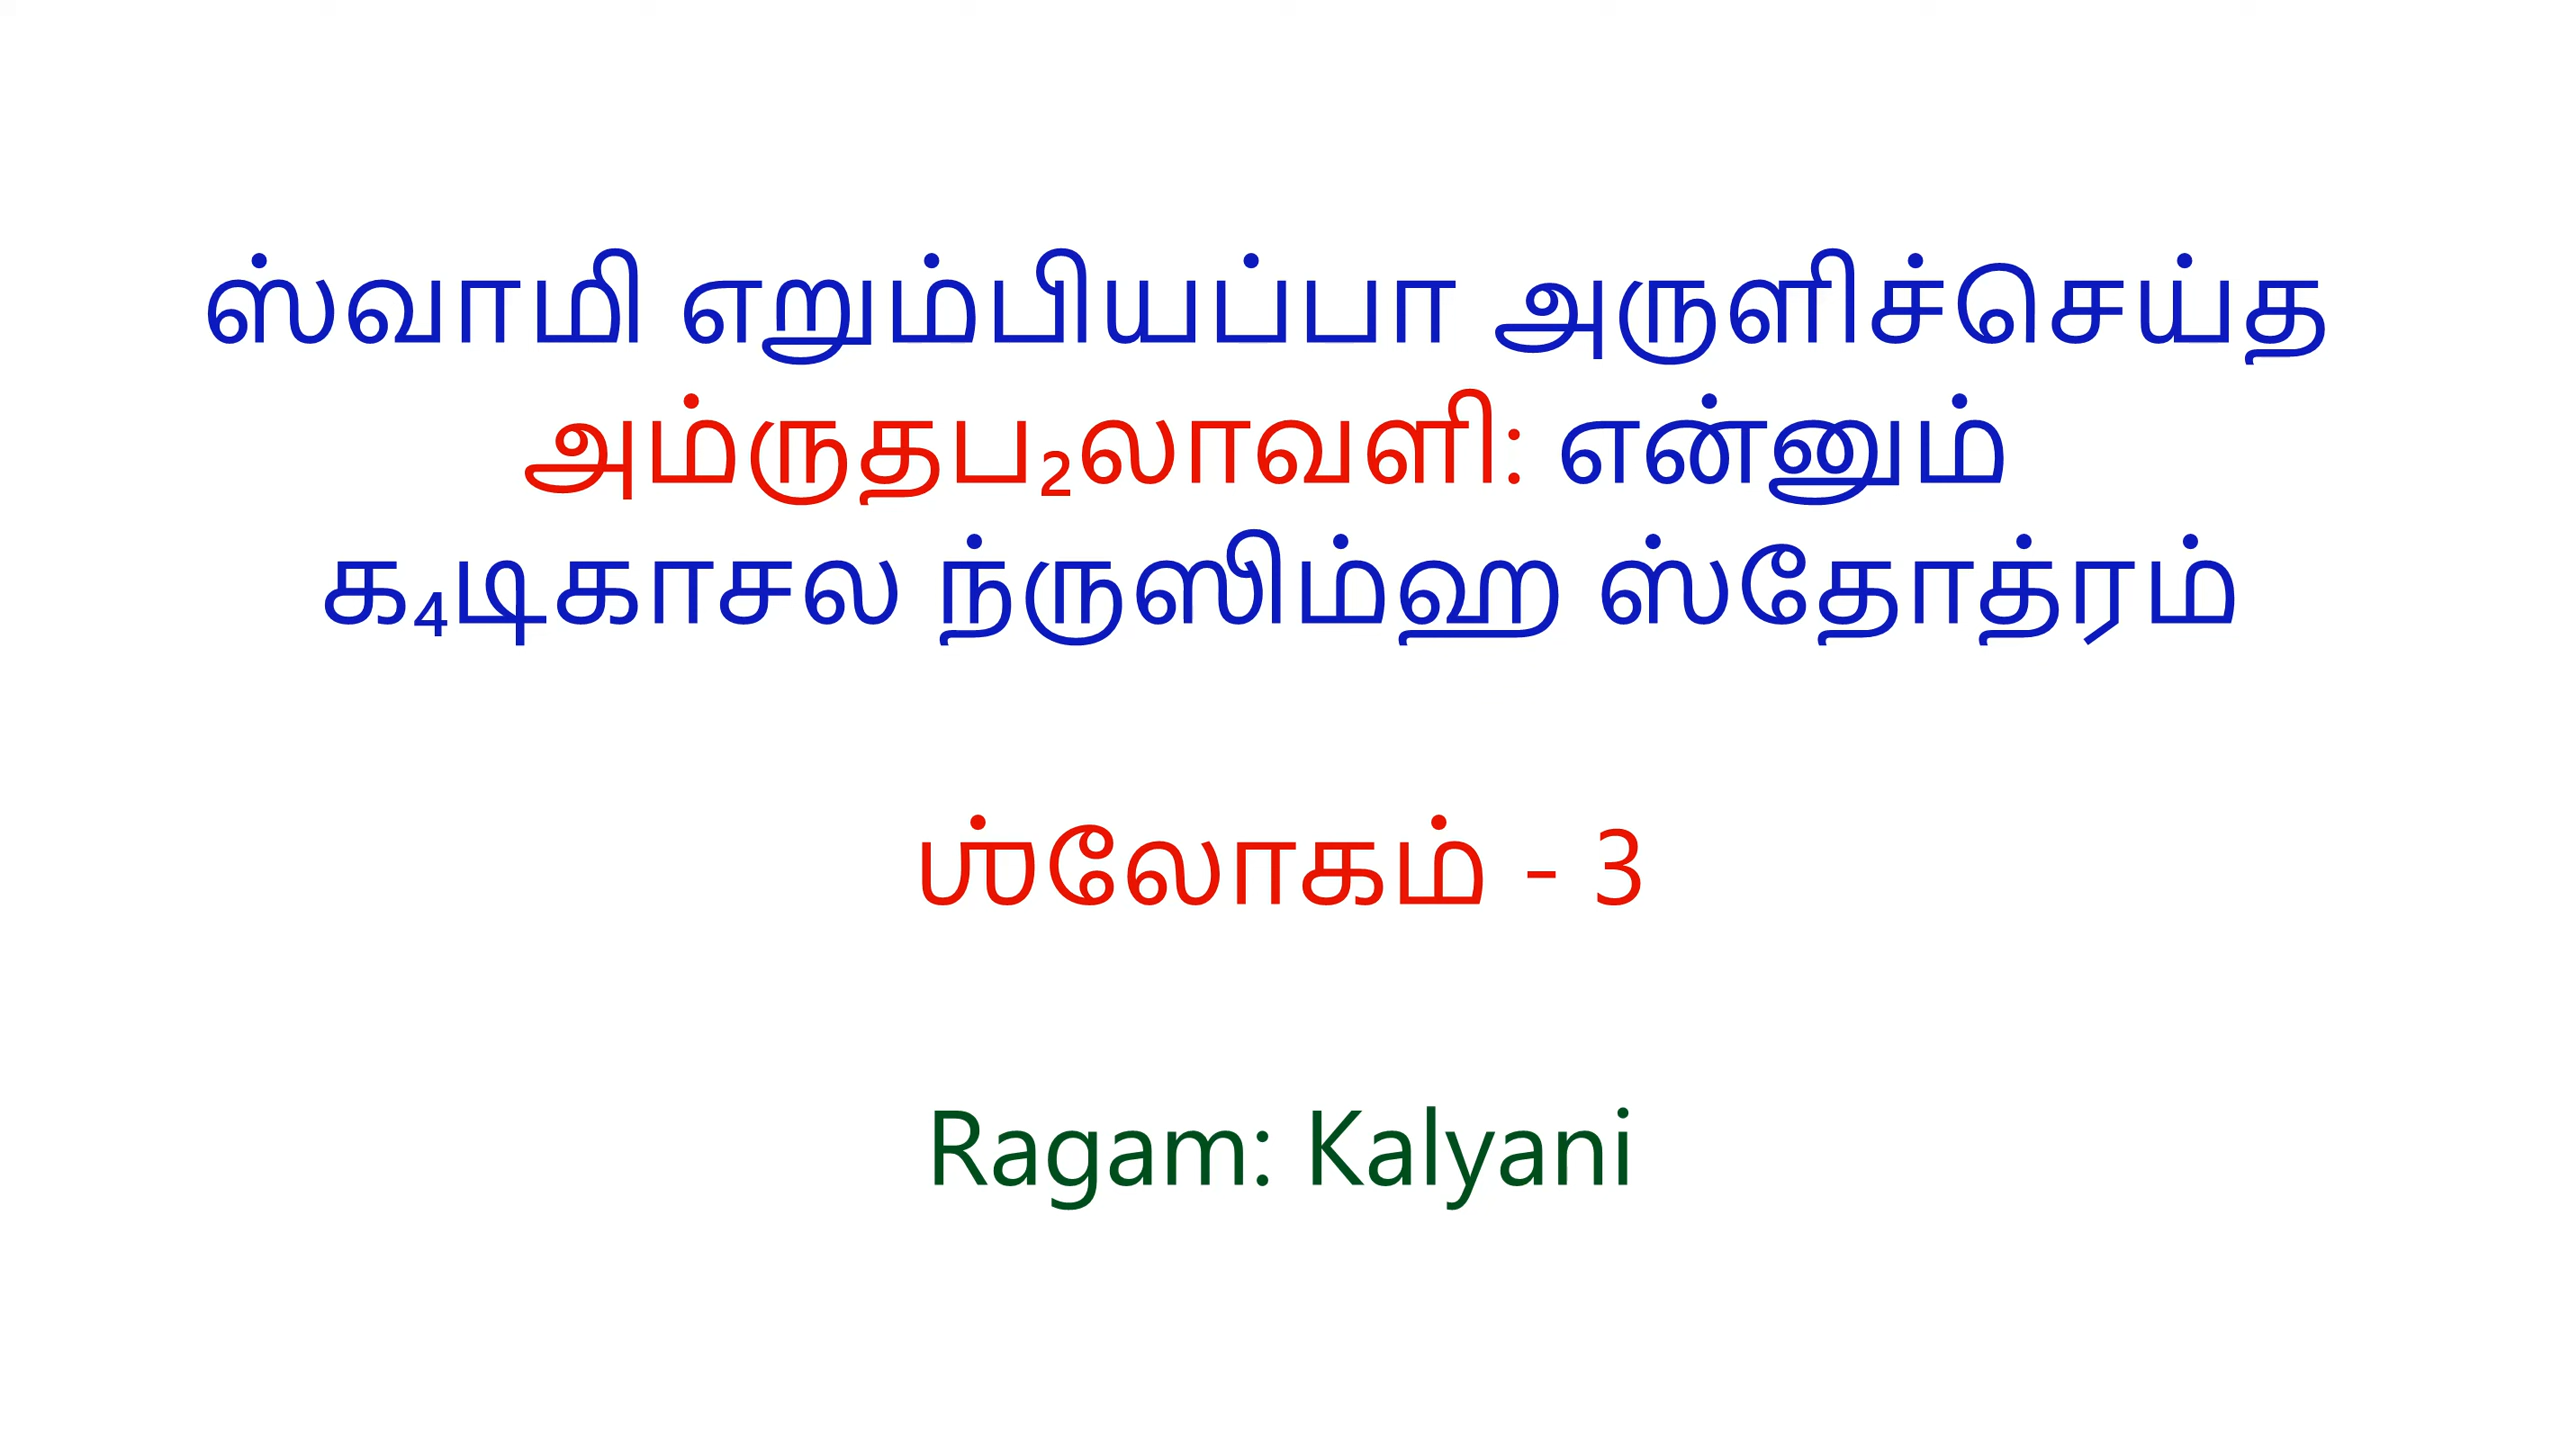 ஸ்வாமி எறும்பியப்பா அருளிச்செய்த
அம்ருதப₂லாவளி: என்னும்
க₄டிகாசல ந்ருஸிம்ஹ ஸ்தோத்ரம்
ஶ்லோகம் - 3
Ragam: Kalyani